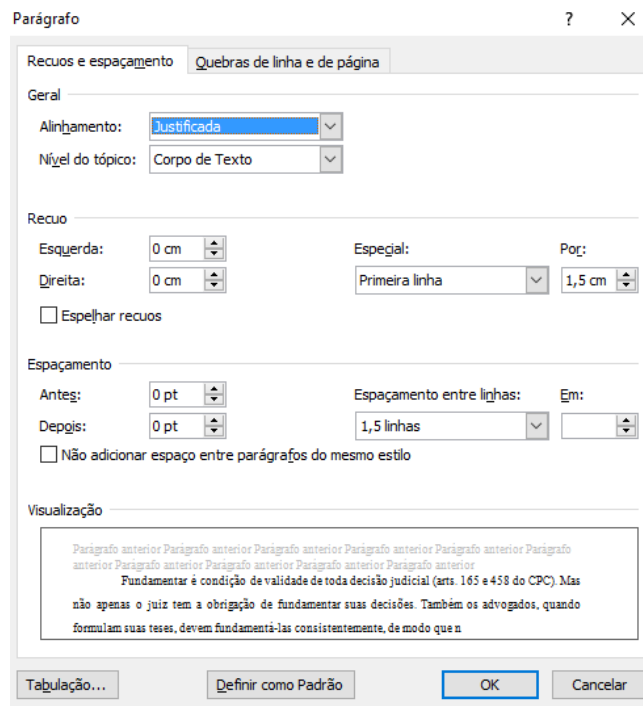 Parágrafo ? X
Recuos e espaçamento Quebras de linha e de página
Geral
Alinhamento: Justificada
Nível do tópico: Corpo de Texto
Recuo
Esquerda: 0 cm Especial: Por:
Direita: 0 cm Primeira linha 1,5 cm
Espelhar recuos
Espaçamento
Antes: 0 pt Espaçamento entre linhas: Em:
Depois: 0 pt 1,5 linhas
Não adicionar espaço entre parágrafos do mesmo estilo
Visualização
Parágrafo anterior Parágrafo anterior Parágrafo anterior Parágrafo anterior Parágrafo anterior Parágrafo
anterior Parágrafo anterior Parágrafo anterior Parágrafo anterior Parágrafo anterior
Fundamentar é condição de validade de toda decisão judicial (arts. 165 e 458 do CPC). Mas
não apenas o juiz tem a obrigação de fundamentar suas decisões. Também os advogados, quando
formulam suas teses, devem fundamentá-las consistentemente, de modo que n
Tabulação... Definir como Padrão OK Cancelar